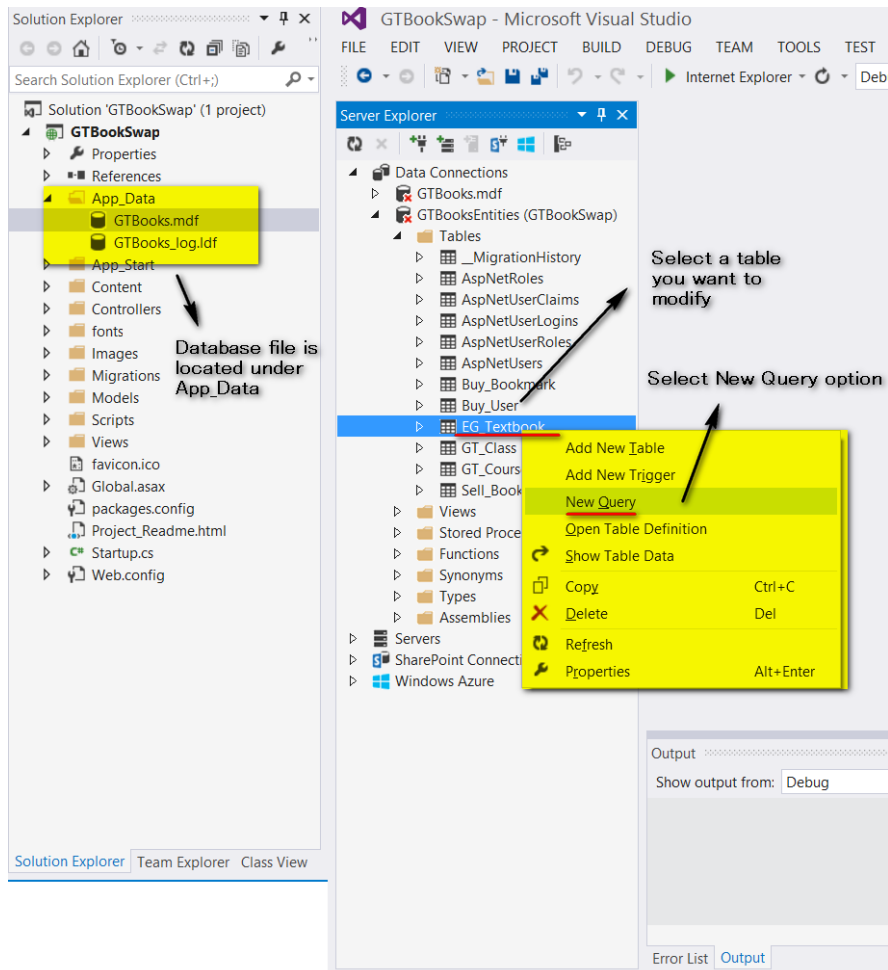 Solution Explorer
Search Solution Explorer (Ctrl+;)
Solution 'GTBookSwap' (1 project)
GTBookSwap
Properties
References
App_Data
GTBooks.mdf
GTBooks_log.ldf
App_Start
Content
Controllers
fonts
Images
Migrations
Models
Scripts
Views
favicon.ico
Global.asax
packages.config
Project_Readme.html
C# Startup.cs
Web.config
Database file is
located under
App_Data
Solution Explorer Team Explorer Class View
GTBookSwap - Microsoft Visual Studio
FILE EDIT VIEW PROJECT BUILD DEBUG TEAM TOOLS TEST
Internet Explorer Deb
Server Explorer
Data Connections
GTBooks.mdf
GTBooksEntities (GTBookSwap)
Tables
__MigrationHistory
AspNetRoles
AspNetUserClaims
AspNetUserLogins
AspNetUserRoles
AspNetUsers
Buy_Bookmark
Buy_User
EG_Textbook
GT_Class
GT_Cours
Sell_Book
Views
Stored Proce
Functions
Synonyms
Types
Assemblies
Servers
SharePoint Connecti
Windows Azure
Select a table
you want to
modify
Select New Query option
Add New Table
Add New Trigger
New Query
Open Table Definition
Show Table Data
Copy Ctrl+C
Delete Del
Refresh
Properties Alt+Enter
Output
Show output from: Debug
Error List Output